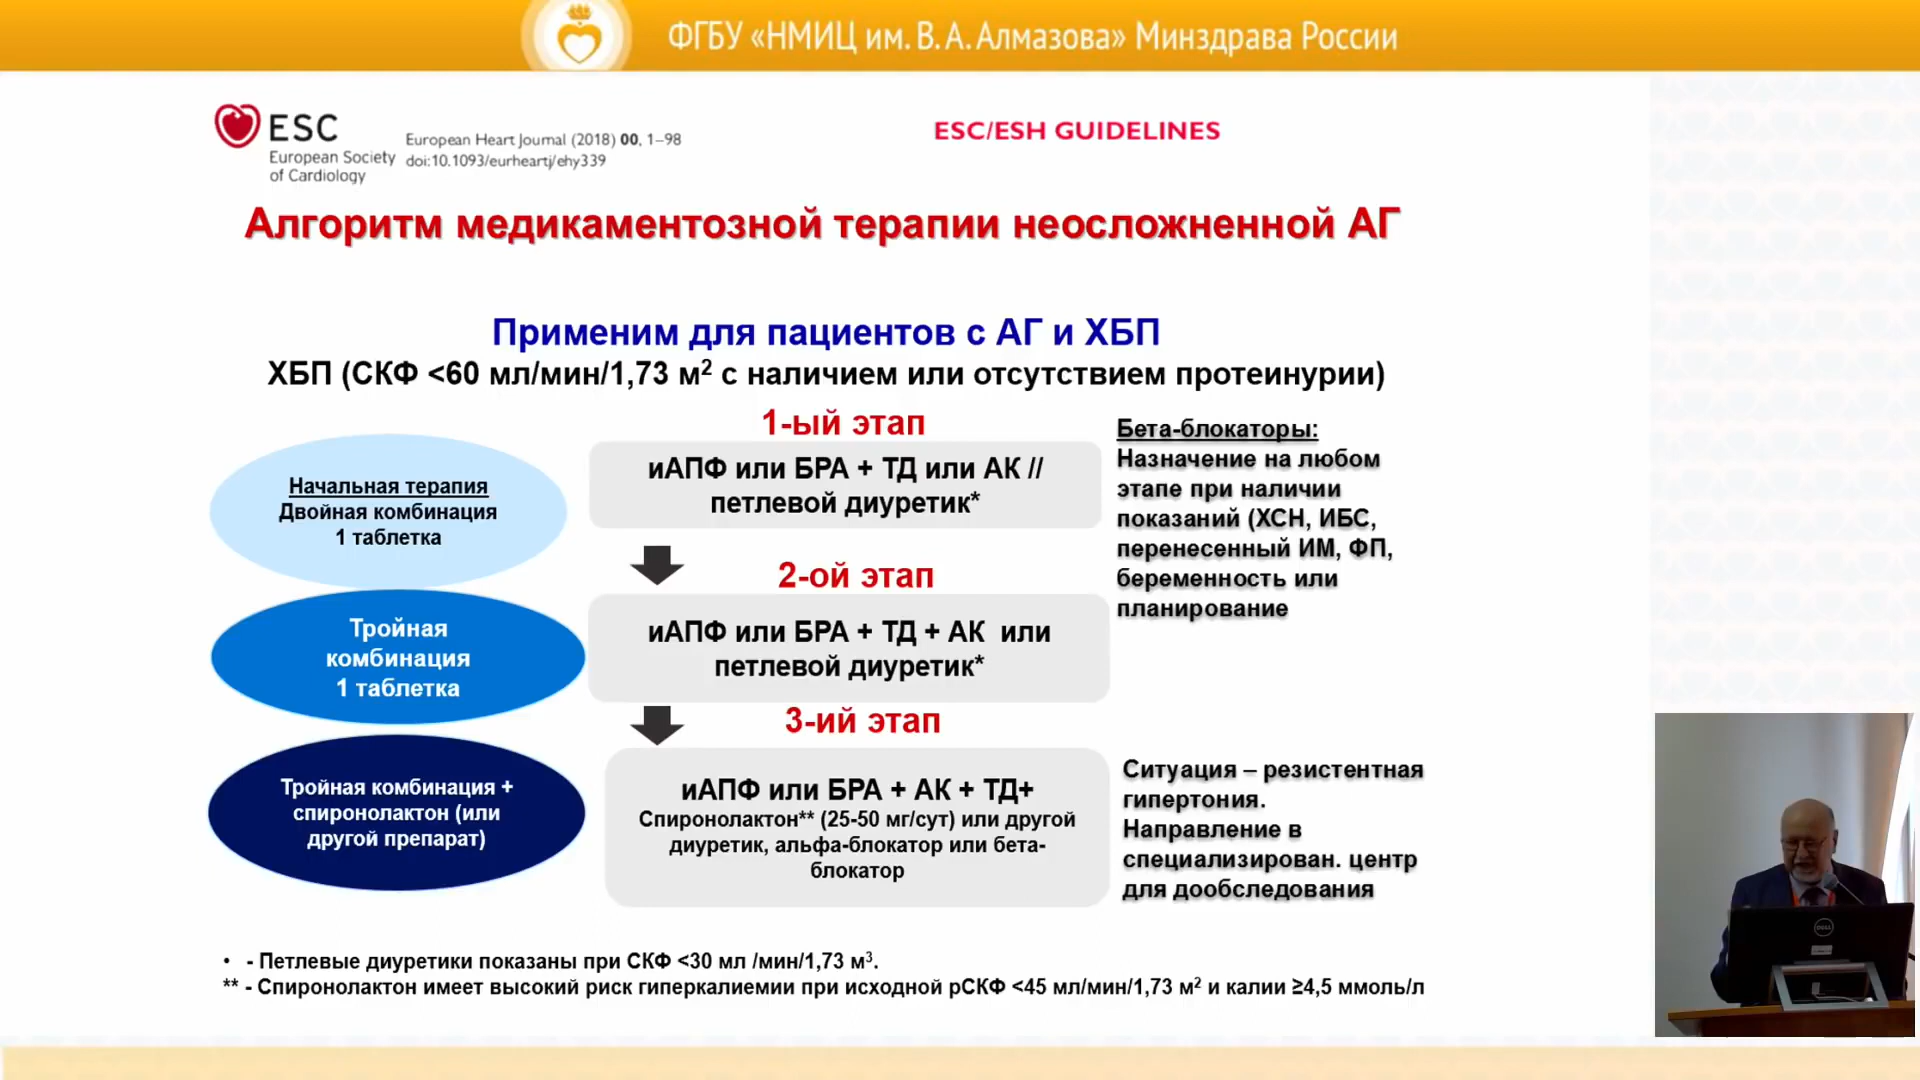 ФГБУ «НМИЦ им. В. А. Алмазова» Минздрава России
ESC
European Society
of Cardiology
European Heart Journal (2018) 00, 1–98
doi:10.1093/eurheartj/ehy339
ESC/ESH GUIDELINES
Алгоритм медикаментозной терапии неосложненной АГ
Применим для пациентов с АГ и ХБП
ХБП (СКФ <60 мл/мин/1,73 м² с наличием или отсутствием протеинурии)
Начальная терапия
Двойная комбинация
1 таблетка
1-ый этап
иАПФ или БРА + ТД или АК //
петлевой диуретик*
Бета-блокаторы:
Назначение на любом
этапе при наличии
показаний (ХСН, ИБС,
перенесенный ИМ, ФП,
беременность или
планирование
Тройная
комбинация
1 таблетка
2-ой этап
иАПФ или БРА + ТД + АК или
петлевой диуретик*
Тройная комбинация +
спиронолактон (или
другой препарат)
3-ий этап
иАПФ или БРА + АК + ТД+
Спиронолактон** (25-50 мг/сут) или другой
диуретик, альфа-блокатор или бета-
блокатор
Ситуация – резистентная
гипертония.
Направление в
специализирован. центр
для дообследования
• - Петлевые диуретики показаны при СКФ <30 мл /мин/1,73 м³.
** - Спиронолактон имеет высокий риск гиперкалиемии при исходной рСКФ <45 мл/мин/1,73 м² и калии ≥4,5 ммоль/л
DELL